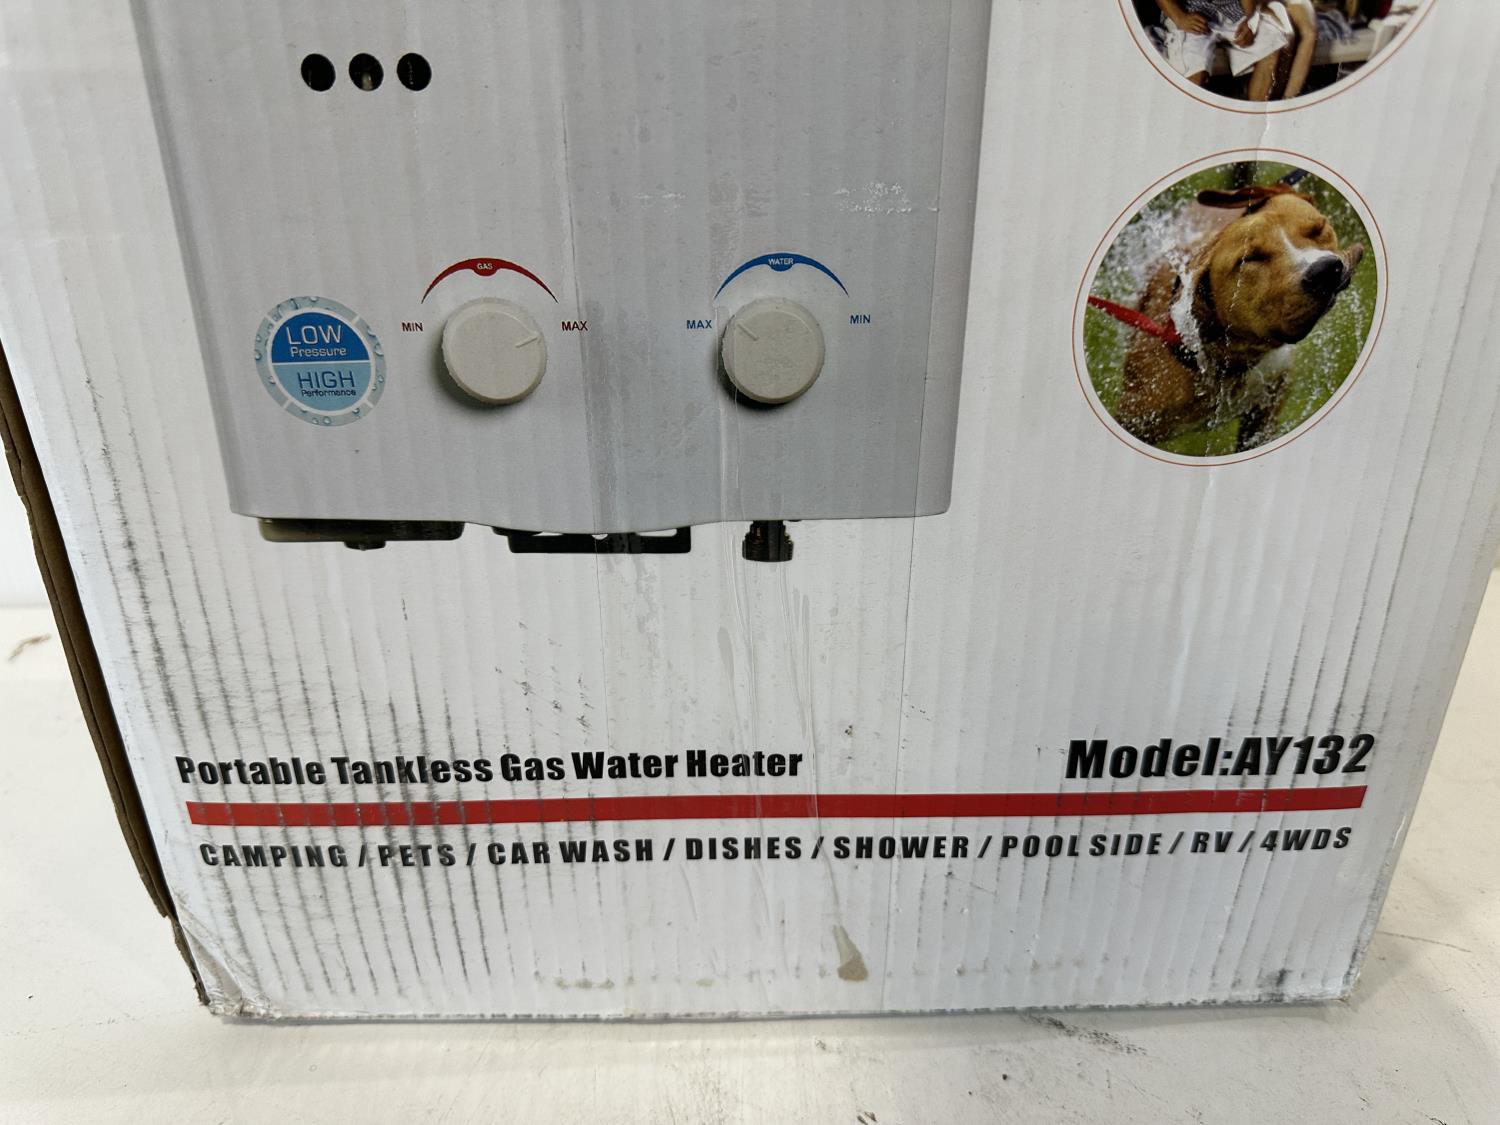 GAS
WATER
MIN
MAX
MAX
MIN
LOW
Pressure
HIGH
Performance
Portable Tankless Gas Water Heater
Model:AY132
CAMPING / PETS / CAR WASH / DISHES / SHOWER / POOL SIDE / RV / 4WDS